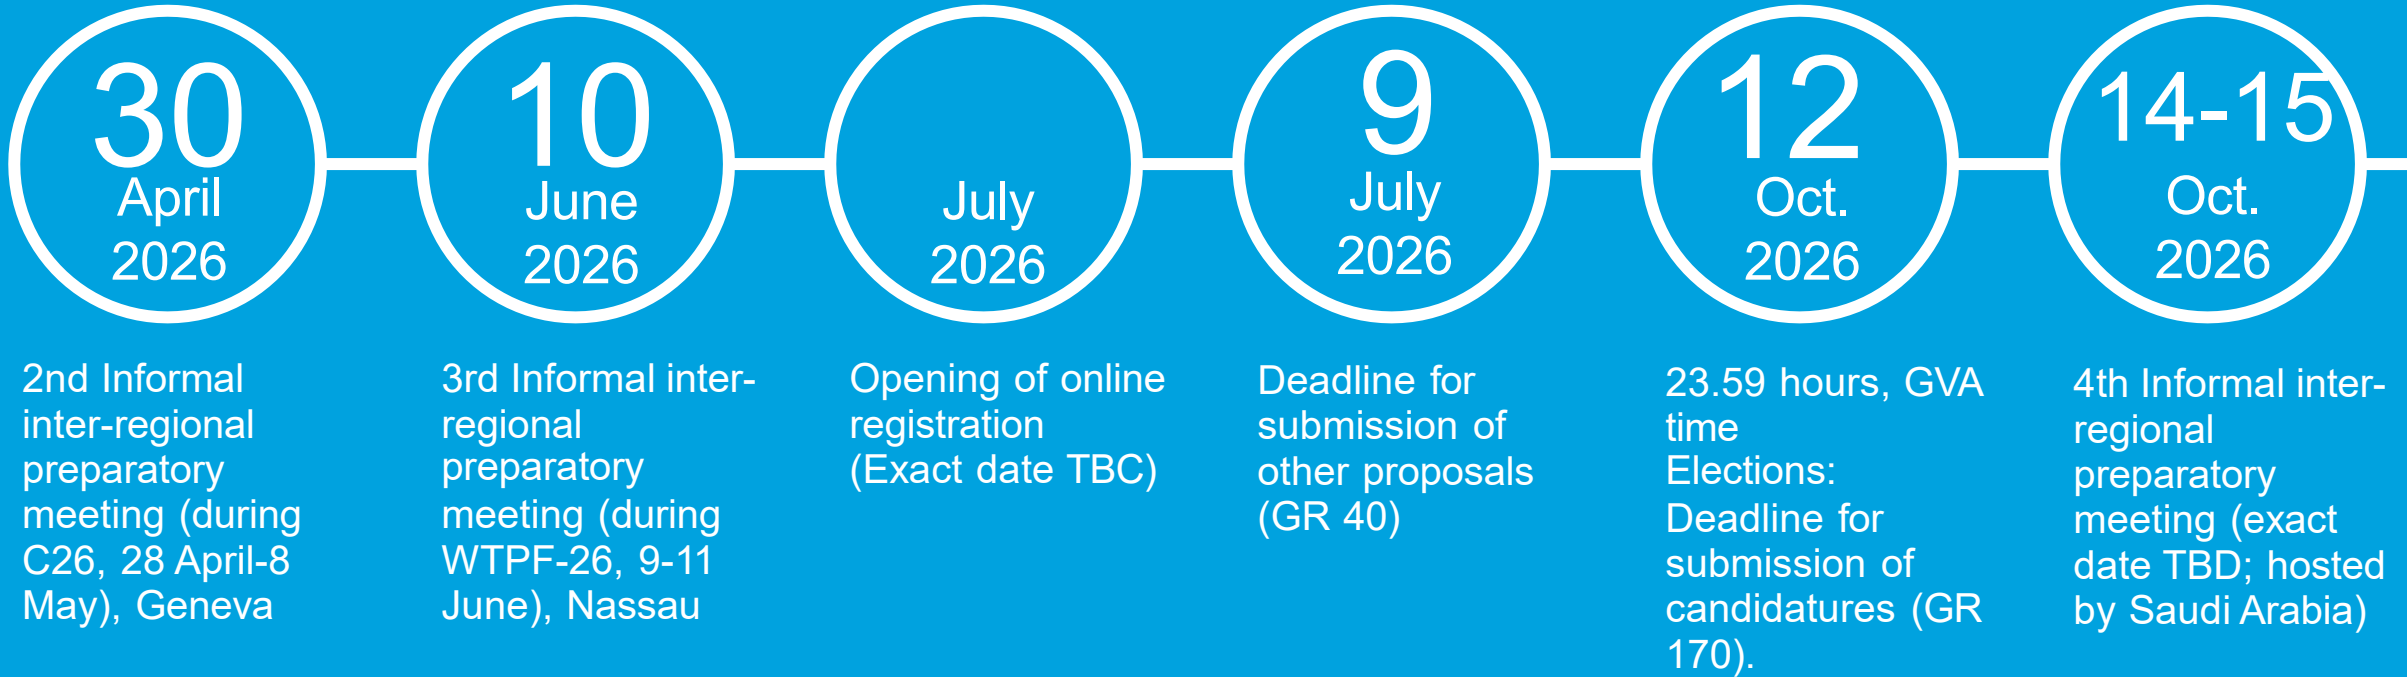 30
April
2026
2nd Informal
inter-regional
preparatory
meeting (during
C26, 28 April-8
May), Geneva
10
June
2026
3rd Informal inter-
regional
preparatory
meeting (during
WTPF-26, 9-11
June), Nassau
July
2026
Opening of online
registration
(Exact date TBC)
9
July
2026
Deadline for
submission of
other proposals
(GR 40)
12
Oct.
2026
23.59 hours, GVA
time
Elections:
Deadline for
submission of
candidatures (GR
170).
14-15
Oct.
2026
4th Informal inter-
regional
preparatory
meeting (exact
date TBD; hosted
by Saudi Arabia)